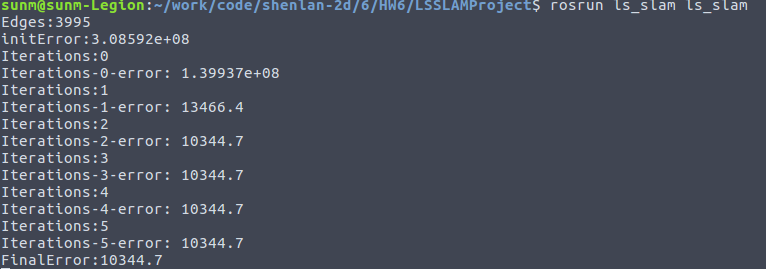 sunm@sunm-Legion:~/work/code/shenlan-2d/6/HW6/LSSLAMProject$ rosrun ls_slam ls_slam
Edges:3995
initError:3.08592e+08
Iterations:0
Iterations-0-error: 1.39937e+08
Iterations:1
Iterations-1-error: 13466.4
Iterations:2
Iterations-2-error: 10344.7
Iterations:3
Iterations-3-error: 10344.7
Iterations:4
Iterations-4-error: 10344.7
Iterations:5
Iterations-5-error: 10344.7
FinalError:10344.7